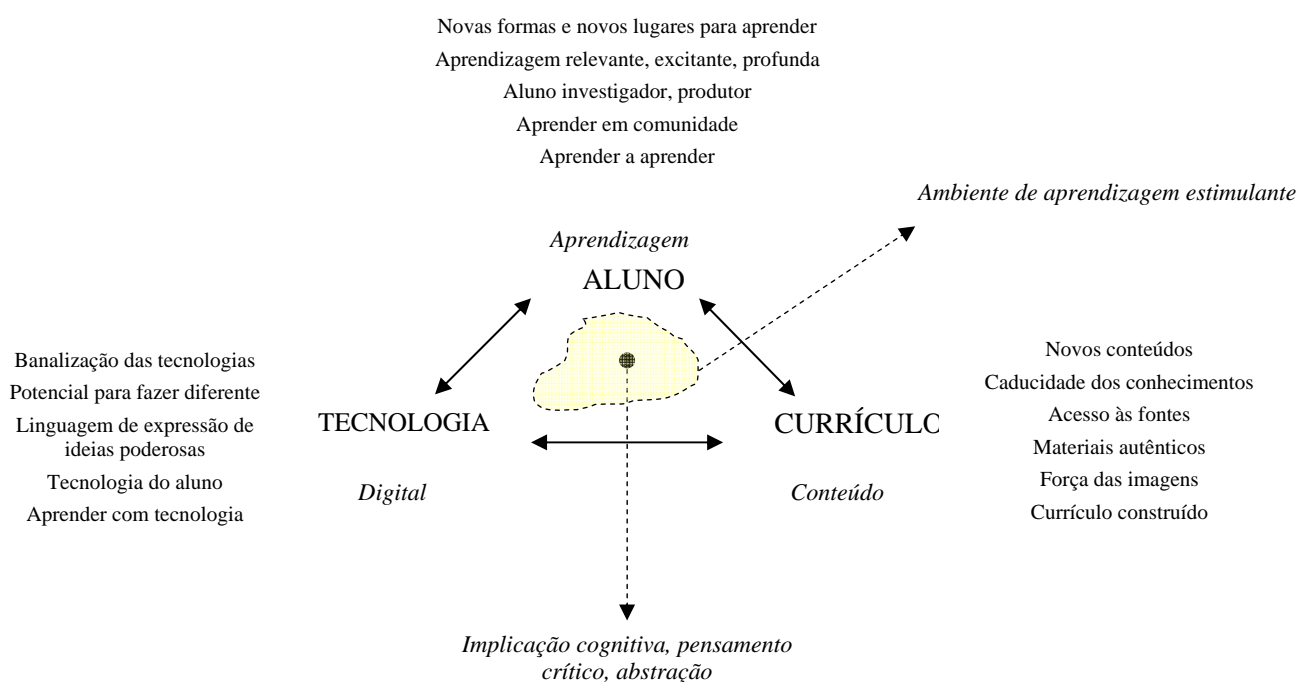 Novas formas e novos lugares para aprender
Aprendizagem relevante, excitante, profunda
Aluno investigador, produtor
Aprender em comunidade
Aprender a aprender
Ambiente de aprendizagem estimulante
Aprendizagem
ALUNO
Banalização das tecnologias
Potencial para fazer diferente
Linguagem de expressão de
ideias poderosas
Tecnologia do aluno
Aprender com tecnologia
TECNOLOGIA
Digital
CURRÍCULO
Conteúdo
Novos conteúdos
Caducidade dos conhecimentos
Acesso às fontes
Materiais autênticos
Força das imagens
Currículo construído
Implicação cognitiva, pensamento
crítico, abstração